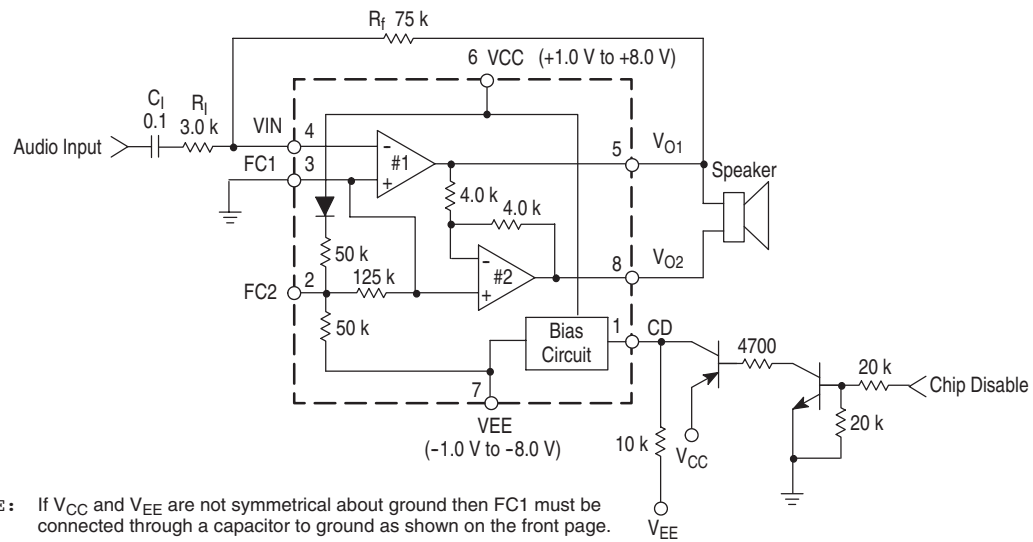 Rf 75 k
6 VCC (+1.0 V to +8.0 V)
CI
0.1
RI
3.0 k
Audio Input
VIN
4
FC1
3
-
+
#1
5
VO1
Speaker
4.0 k
4.0 k
50 k
-
+
#2
8
VO2
FC2
2
125 k
50 k
Bias
Circuit
1
CD
4700
20 k
Chip Disable
20 k
7
VEE
(-1.0 V to -8.0 V)
10 k
VCC
VEE
E: If VCC and VEE are not symmetrical about ground then FC1 must be
connected through a capacitor to ground as shown on the front page.